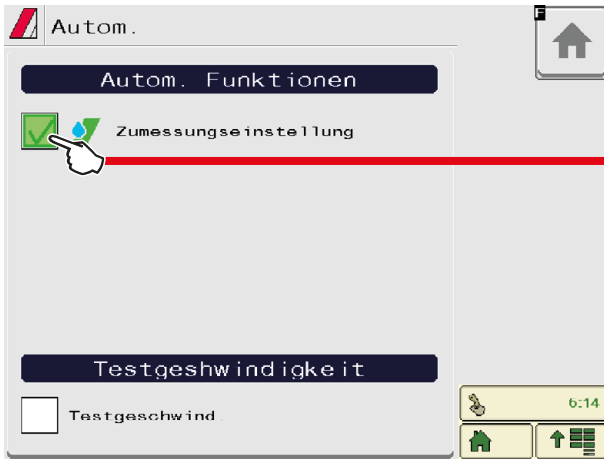 Autom.
F
Autom. Funktionen
Zumessungseinstellung
Testgeshwindigkeit
Testgeschwind
6:14